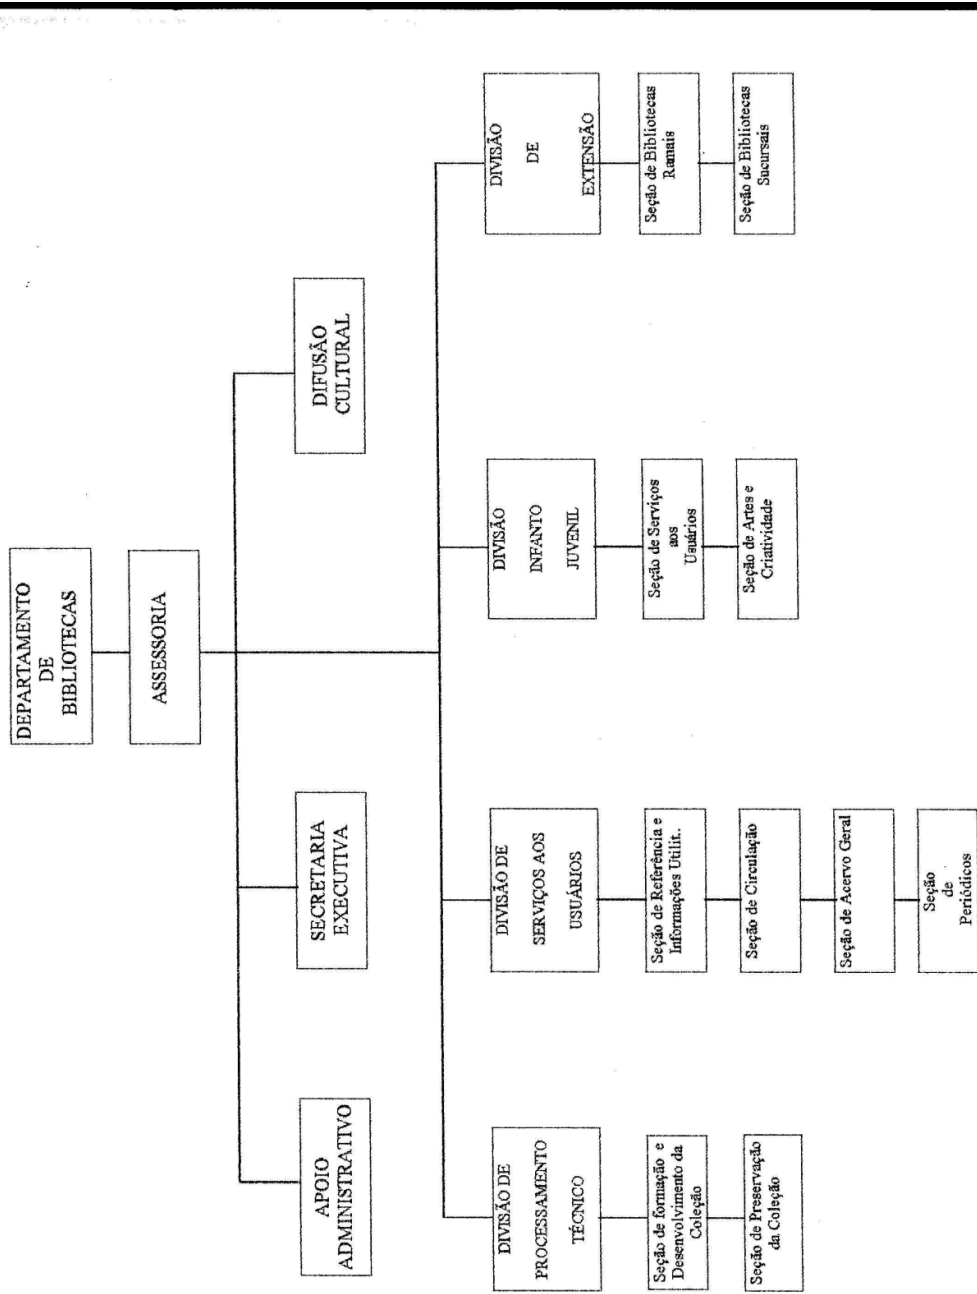 DEPARTAMENTO
DE
BIBLIOTECAS
ASSESSORIA
APOIO
ADMINISTRATIVO
SECRETARIA
EXECUTIVA
DIFUSÃO
CULTURAL
DIVISÃO DE
PROCESSAMENTO
TÉCNICO
Seção de formação e
Desenvolvimento da
Coleção
Seção de Preservação
da Coleção
DIVISÃO DE
SERVIÇOS AOS
USUÁRIOS
Seção de Referência e
Informações Utilit..
Seção de Circulação
Seção de Acervo Geral
Seção
de
Periódicos
DIVISÃO
INFANTO
JUVENIL
Seção de Serviços
aos
Usuários
Seção de Artes e
Criatividade
DIVISÃO
DE
EXTENSÃO
Seção de Bibliotecas
Ramais
Seção de Bibliotecas
Sucursais